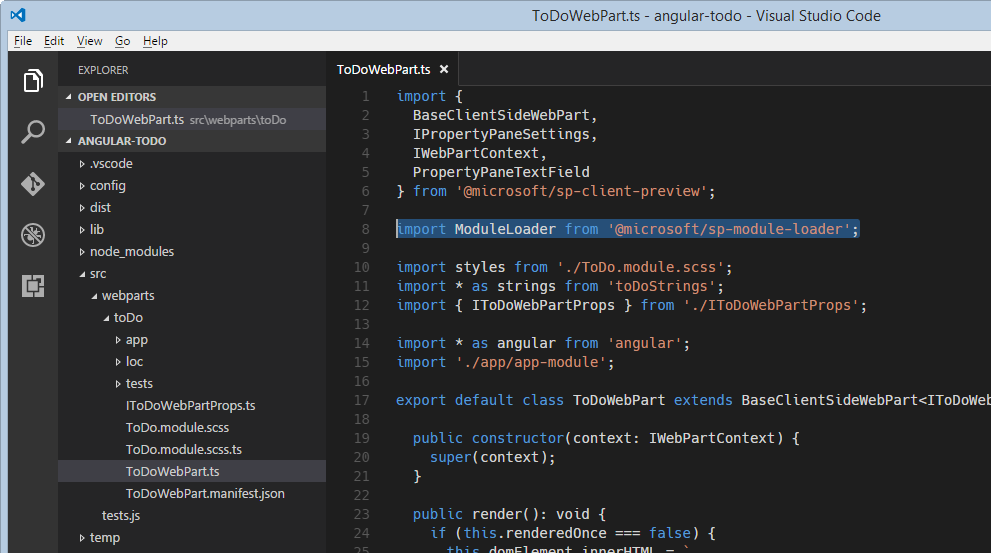 ToDoWebPart.ts - angular-todo - Visual Studio Code
File Edit View Go Help
EXPLORER
OPEN EDITORS
ToDoWebPart.ts src\webparts\toDo
ANGULAR-TODO
.vscode
config
dist
lib
node_modules
src
webparts
toDo
app
loc
tests
IToDoWebPartProps.ts
ToDo.module.scss
ToDo.module.scss.ts
ToDoWebPart.ts
ToDoWebPart.manifest.json
tests.js
temp
ToDoWebPart.ts ×
1 import {
2   BaseClientSideWebPart,
3   IPropertyPaneSettings,
4   IWebPartContext,
5   PropertyPaneTextField
6 } from '@microsoft/sp-client-preview';
7
8 import ModuleLoader from '@microsoft/sp-module-loader';
9
10 import styles from './ToDo.module.scss';
11 import * as strings from 'toDoStrings';
12 import { IToDoWebPartProps } from './IToDoWebPartProps';
13
14 import * as angular from 'angular';
15 import './app/app-module';
16
17 export default class ToDoWebPart extends BaseClientSideWebPart<IToDoWeb
18
19   public constructor(context: IWebPartContext) {
20     super(context);
21   }
22
23   public render(): void {
24     if (this.renderedOnce === false) {
25       this.domElement.innerHTML = `